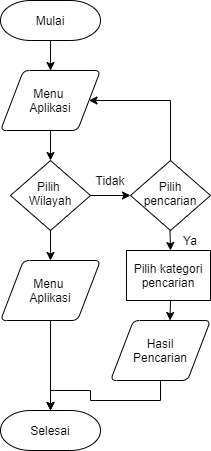 Mulai
Menu
Aplikasi
Pilih
Wilayah
Tidak
Pilih
pencarian
Ya
Menu
Aplikasi
Pilih kategori
pencarian
Hasil
Pencarian
Selesai